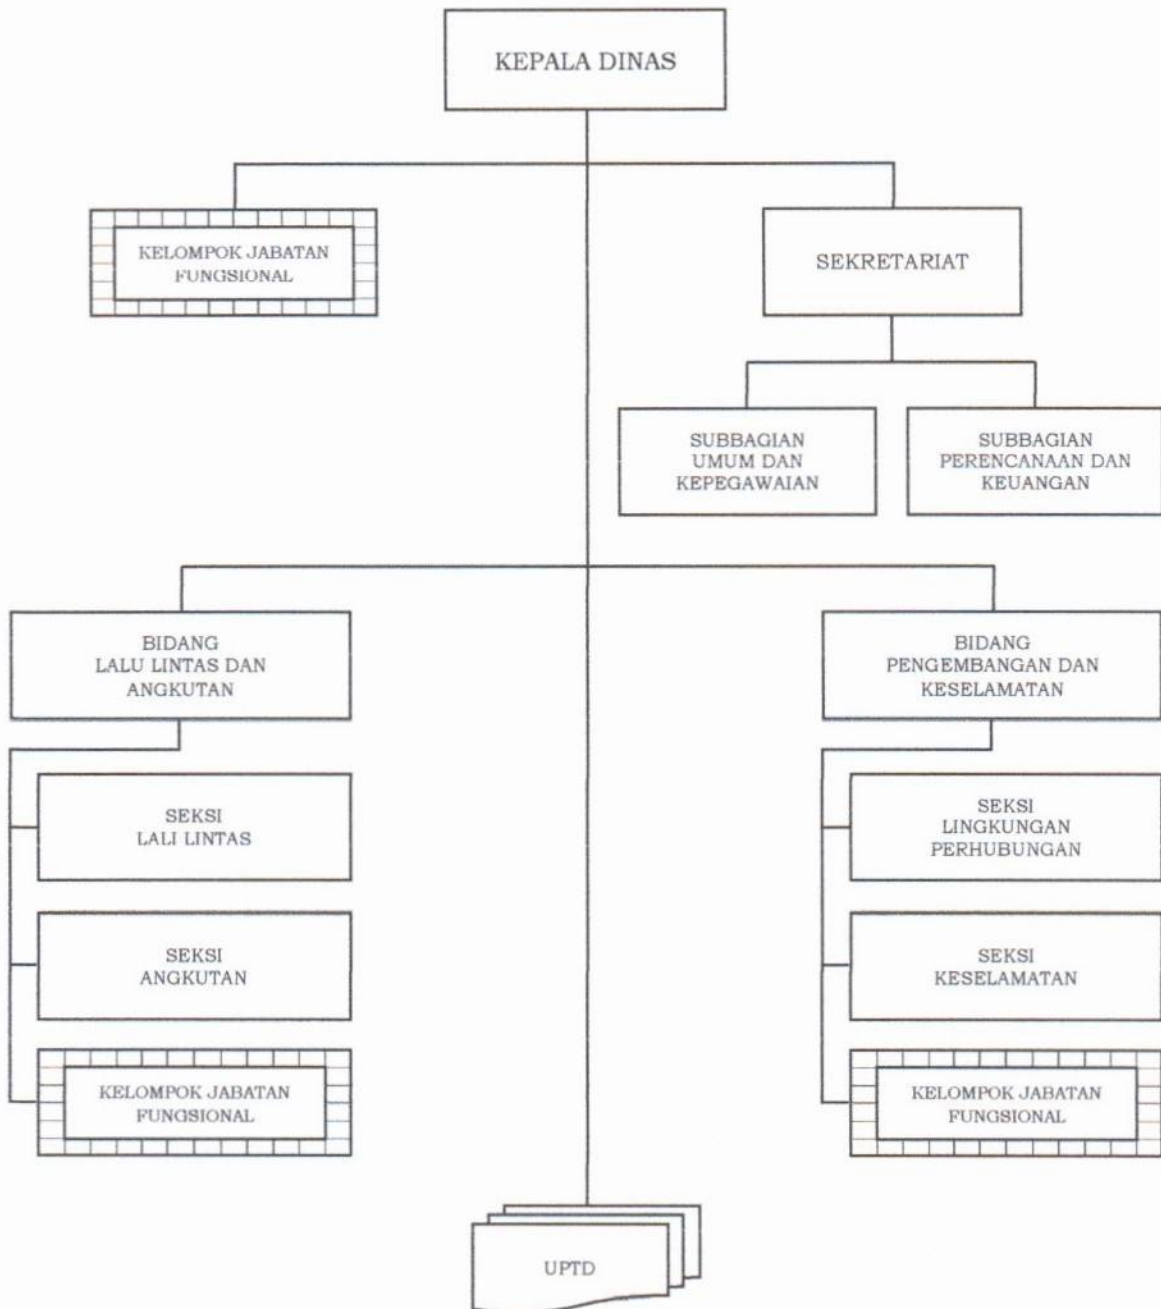 KEPALA DINAS
KELOMPOK JABATAN
FUNGSIONAL
SEKRETARIAT
SUBBAGIAN
UMUM DAN
KEPEGAWAIAN
SUBBAGIAN
PERENCANAAN DAN
KEUANGAN
BIDANG
LALU LINTAS DAN
ANGKUTAN
BIDANG
PENGEMBANGAN DAN
KESELAMATAN
SEKSI
LALI LINTAS
SEKSI
LINGKUNGAN
PERHUBUNGAN
SEKSI
ANGKUTAN
SEKSI
KESELAMATAN
KELOMPOK JABATAN
FUNGSIONAL
KELOMPOK JABATAN
FUNGSIONAL
UPTD